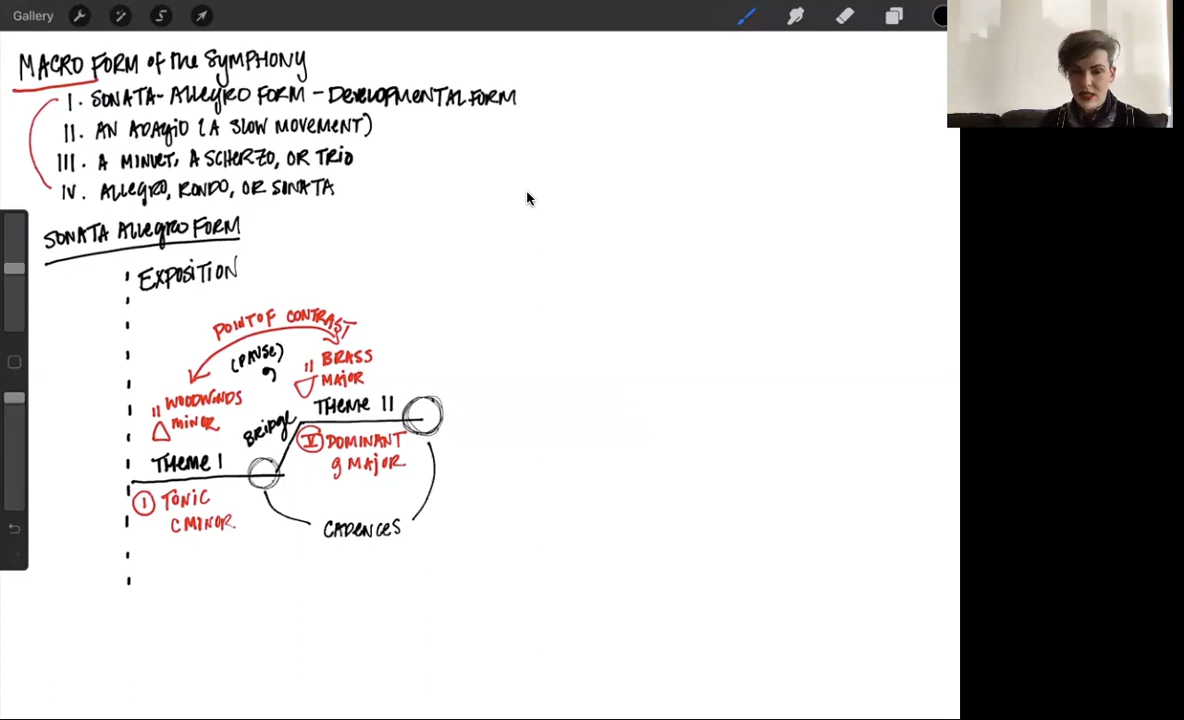 Gallery
MACRO FORM of the SYMPHONY
I. SONATA-Allegro FORM - DEVELOPMENTAL FORM
II. AN ADAGIO (A SLOW MOVEMENT)
III. A MINUET, A SCHERZO, OR TRIO
IV. Allegro, RONDO, OR SONATA
SONATA Allegro FORM
EXPOSITION
POINT OF CONTRAST
(PAUSE)
" BRASS
MAJOR
" WOODWINDS
MINOR
THEME II
Bridge
V DOMINANT
g MAJOR
THEME I
I TONIC
C MINOR
CADENCES